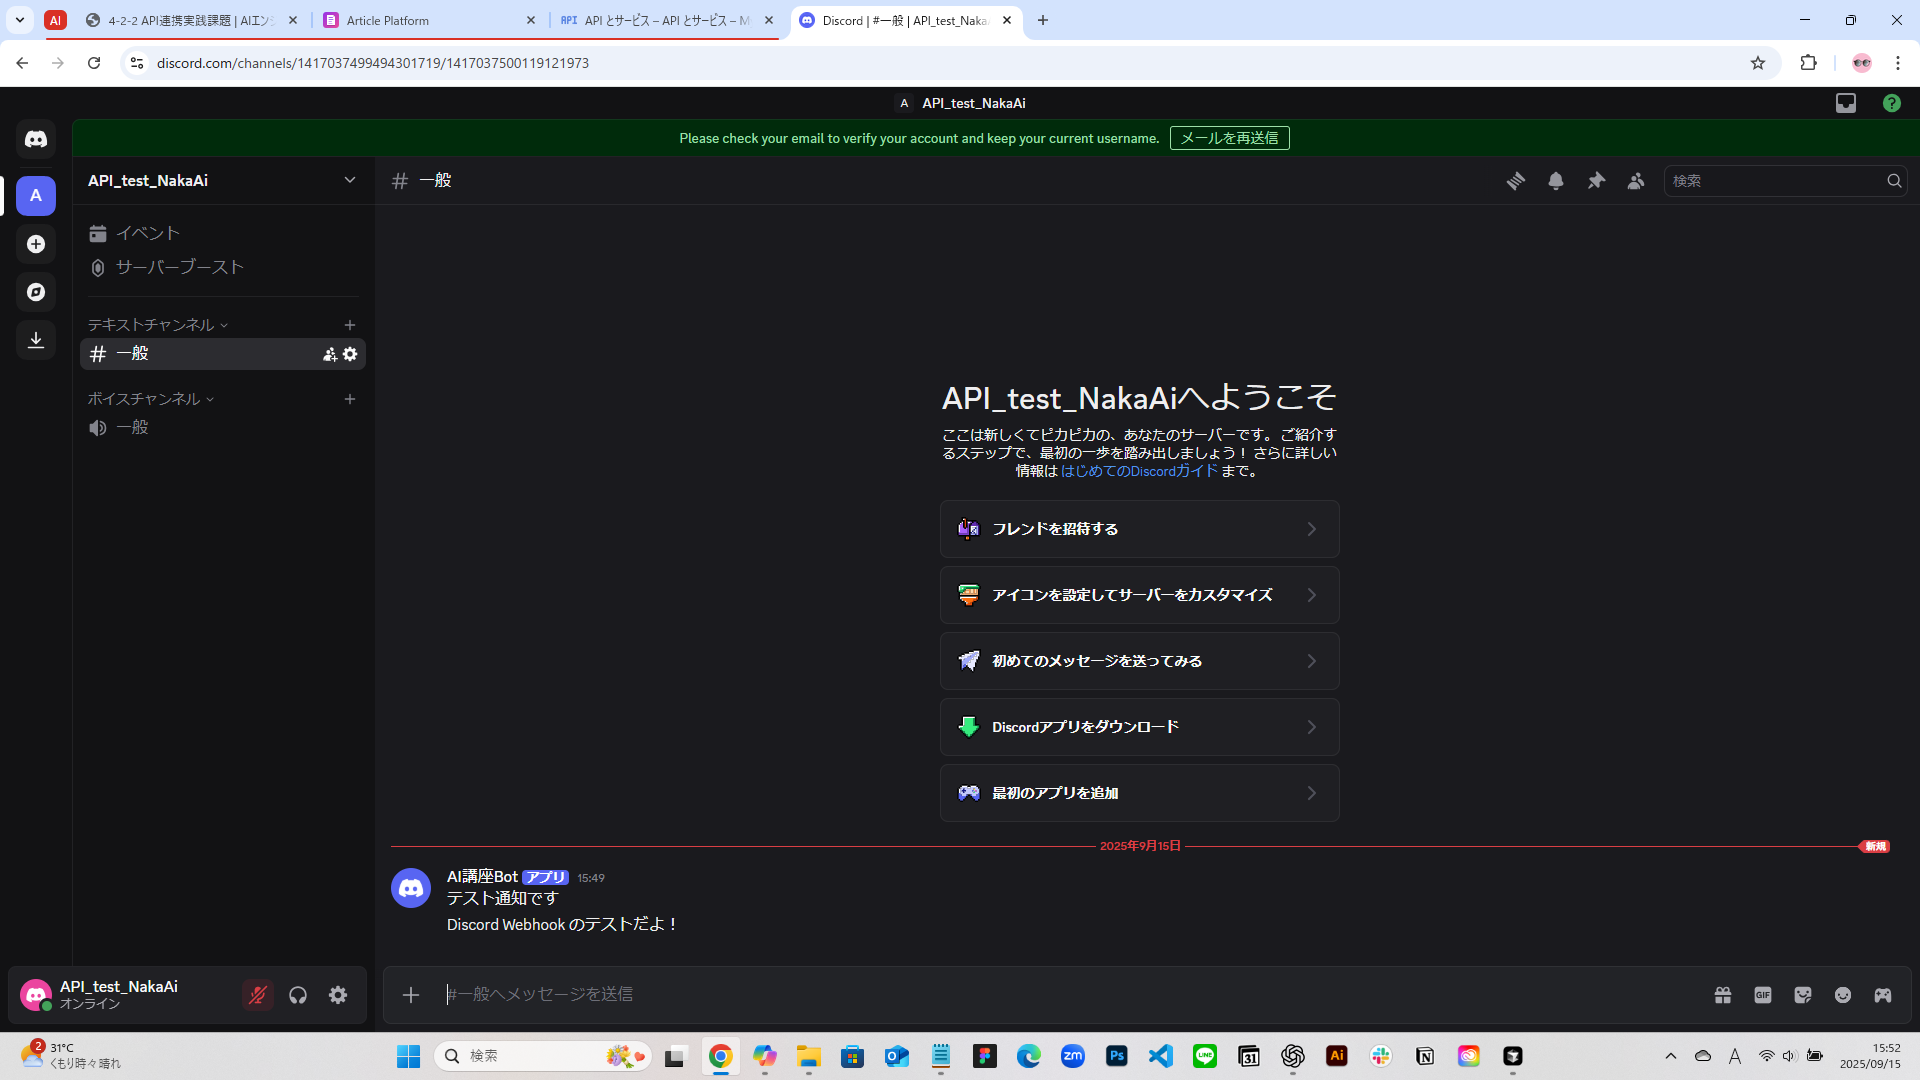 AI
4-2-2 API連携実践課題 | AIエン
Article Platform
API
API とサービス – API とサービス – M
Discord | #一般 | API_test_Naka
discord.com/channels/1417037499494301719/1417037500119121973
A
API_test_NakaAi
?
Please check your email to verify your account and keep your current username.
メールを再送信
API_test_NakaAi
# 一般
検索
A
イベント
サーバーブースト
テキストチャンネル
# 一般
ボイスチャンネル
一般
API_test_NakaAiへようこそ
ここは新しくてピカピカの、あなたのサーバーです。ご紹介す
るステップで、最初の一歩を踏み出しましょう！ さらに詳しい
情報は はじめてのDiscordガイド まで。
フレンドを招待する
アイコンを設定してサーバーをカスタマイズ
初めてのメッセージを送ってみる
Discordアプリをダウンロード
最初のアプリを追加
2025年9月15日
新規
AI講座Bot アプリ 15:49
テスト通知です
Discord Webhook のテストだよ！
API_test_NakaAi
オンライン
#一般へメッセージを送信
GIF
2
31°C
くもり時々晴れ
検索
zm
Ps
LINE
31
Ai
N
A
15:52
2025/09/15